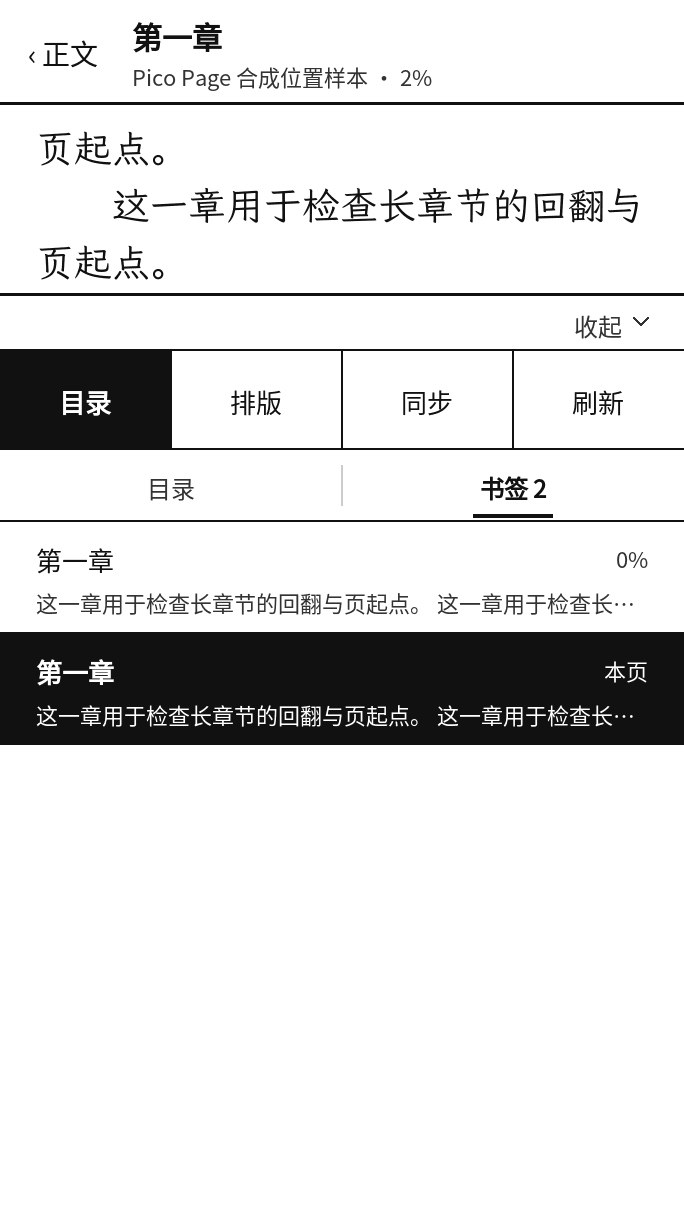 ‹ 正文
第一章
Pico Page 合成位置样本 • 2%
页起点。
这一章用于检查长章节的回翻与
页起点。
收起
目录 排版 同步 刷新
目录 书签 2
第一章 0%
这一章用于检查长章节的回翻与页起点。 这一章用于检查长…
第一章 本页
这一章用于检查长章节的回翻与页起点。 这一章用于检查长…